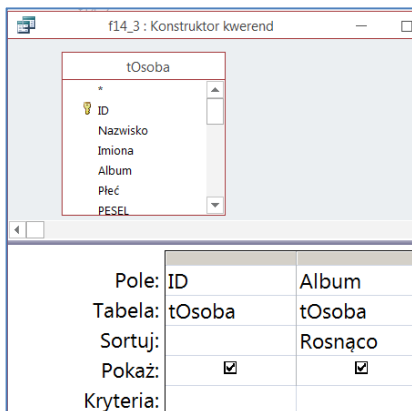 f14_3 : Konstruktor kwerend
tOsoba
*
ID
Nazwisko
Imiona
Album
Płeć
PESEL
Pole: ID Album
Tabela: tOsoba tOsoba
Sortuj: Rosnąco
Pokaż:
Kryteria: